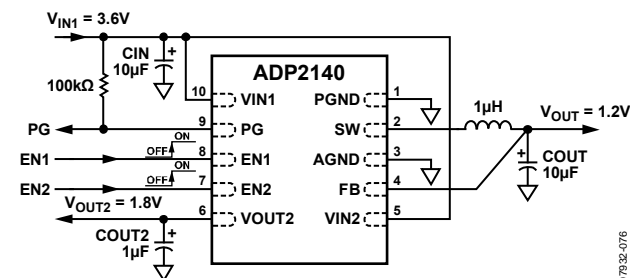 VIN1 = 3.6V
CIN
10µF
100kΩ
ADP2140
10 VIN1 PGND 1
1µH
VOUT = 1.2V
PG 9 PG SW 2
ON
EN1 OFF 8 EN1 AGND 3
COUT
10µF
ON
EN2 OFF 7 EN2 FB 4
VOUT2 = 1.8V
6 VOUT2 VIN2 5
COUT2
1µF
07932-076